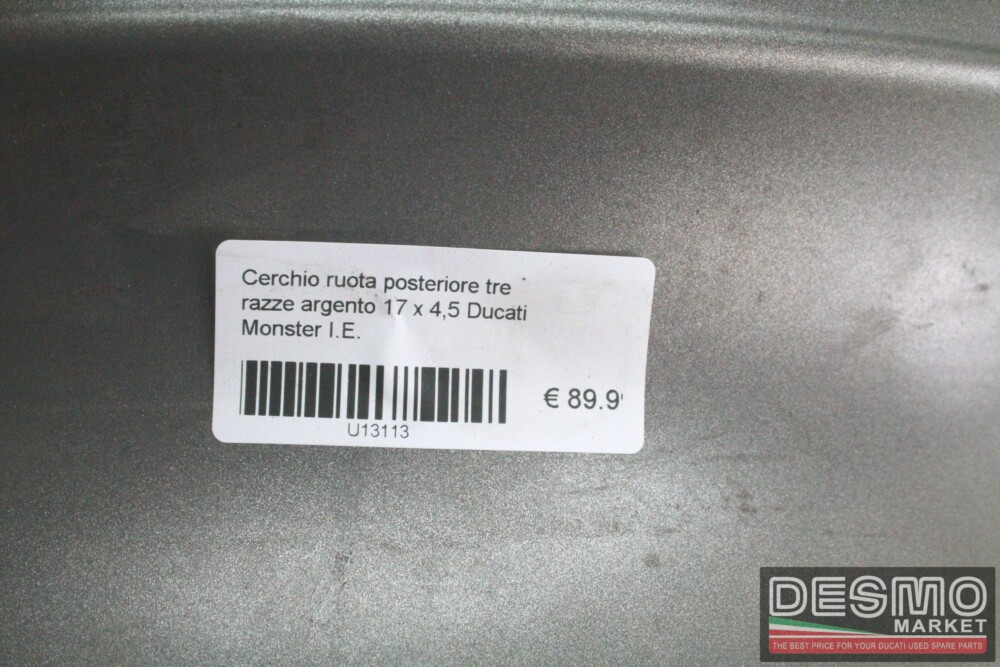 Cerchio ruota posteriore tre
razze argento 17 x 4,5 Ducati
Monster I.E.
€ 89.9
U13113
DESMO
MARKET
THE BEST PRICE FOR YOUR DUCATI USED SPARE PARTS